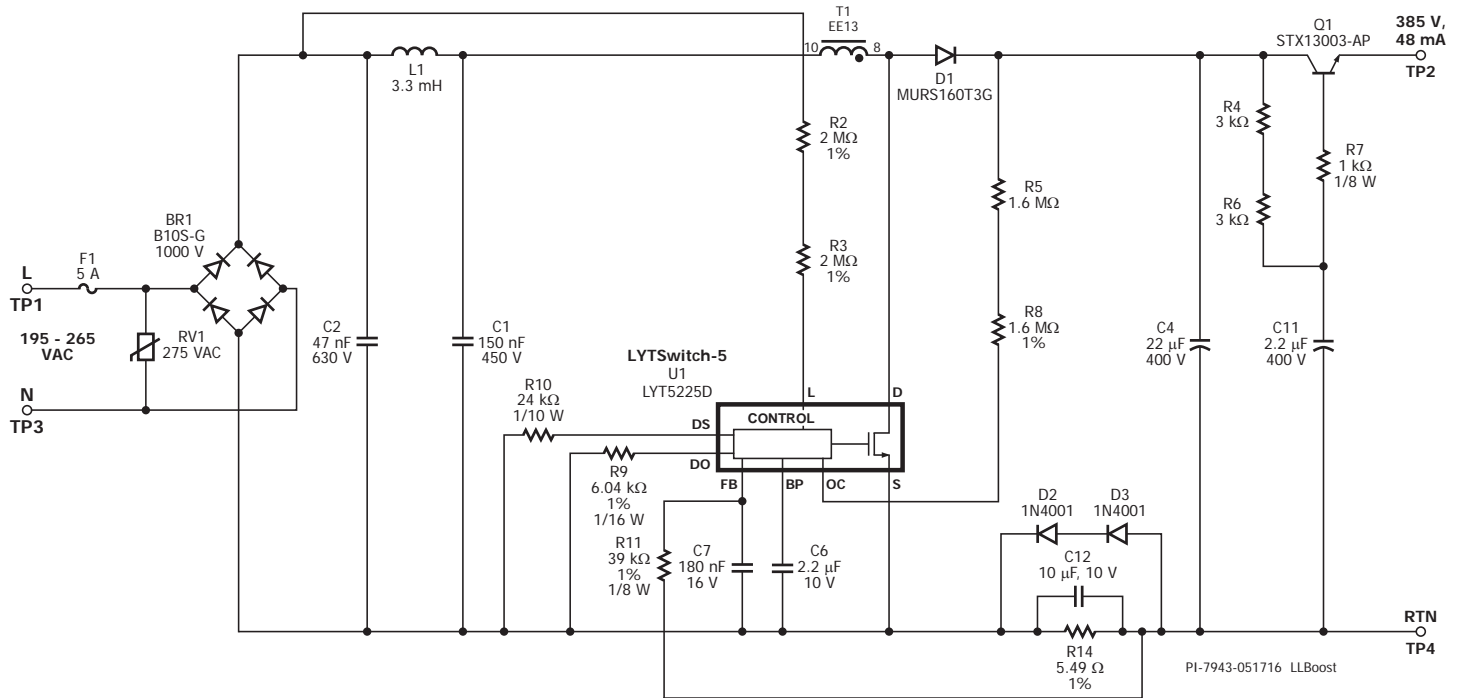 T1
EE13
10
8
L1
3.3 mH
D1
MURS160T3G
Q1
STX13003-AP
385 V,
48 mA
TP2
R2
2 MΩ
1%
R4
3 kΩ
R7
1 kΩ
1/8 W
R5
1.6 MΩ
R6
3 kΩ
BR1
B10S-G
1000 V
F1
5 A
L
TP1
R3
2 MΩ
1%
195 - 265
VAC
RV1
275 VAC
C2
47 nF
630 V
C1
150 nF
450 V
R8
1.6 MΩ
1%
C4
22 µF
400 V
C11
2.2 µF
400 V
N
TP3
LYTSwitch-5
U1
LYT5225D
R10
24 kΩ
1/10 W
L
D
CONTROL
DS
DO
FB
BP
OC
S
R9
6.04 kΩ
1%
1/16 W
R11
39 kΩ
1%
1/8 W
C7
180 nF
16 V
C6
2.2 µF
10 V
D2
1N4001
D3
1N4001
C12
10 µF, 10 V
R14
5.49 Ω
1%
RTN
TP4
PI-7943-051716 LLBoost